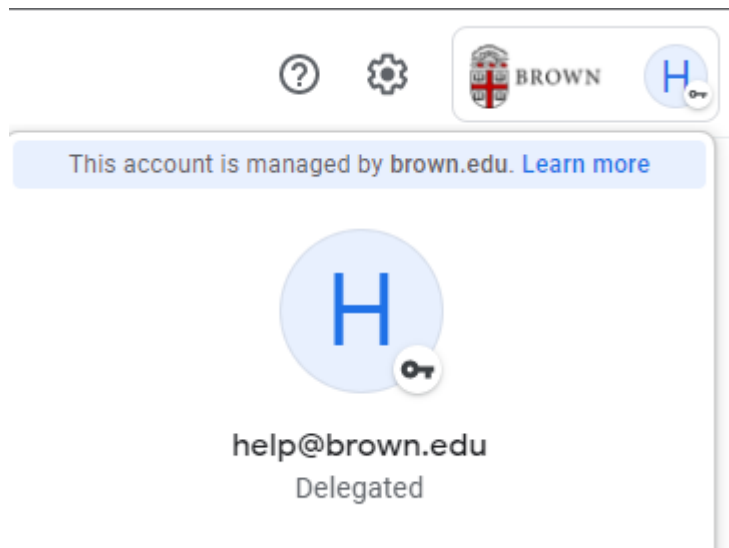 BROWN
H
This account is managed by brown.edu. Learn more
H
help@brown.edu
Delegated